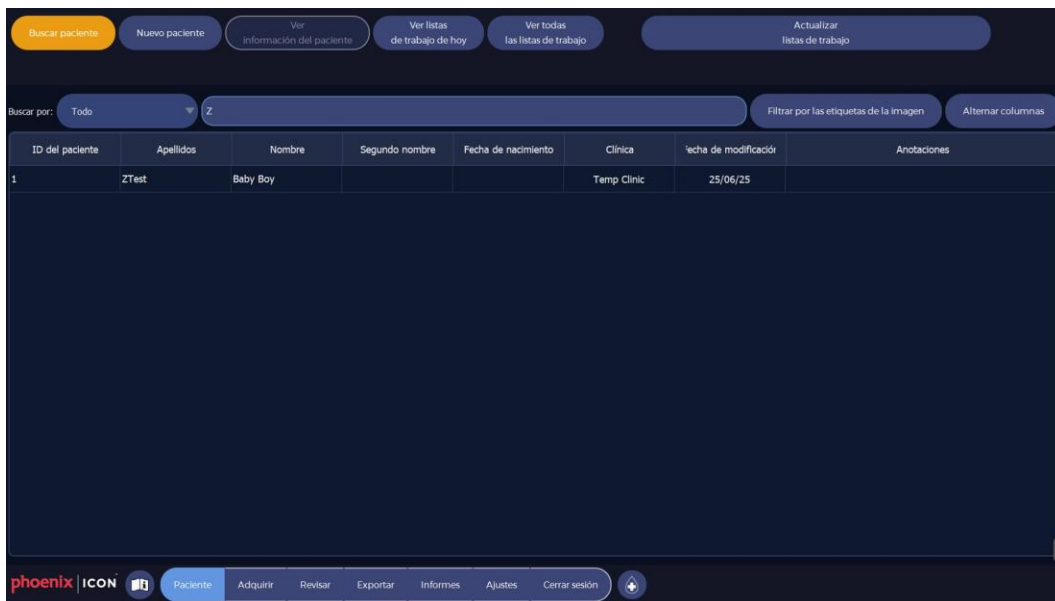 Buscar paciente
Nuevo paciente
Ver
información del paciente
Ver listas
de trabajo de hoy
Ver todas
las listas de trabajo
Actualizar
listas de trabajo
Buscar por:
Todo
Z
Filtrar por las etiquetas de la imagen
Alternar columnas
ID del paciente
Apellidos
Nombre
Segundo nombre
Fecha de nacimiento
Clínica
echa de modificació
Anotaciones
1
ZTest
Baby Boy
Temp Clinic
25/06/25
phoenix | ICON
Paciente
Adquirir
Revisar
Exportar
Informes
Ajustes
Cerrar sesión